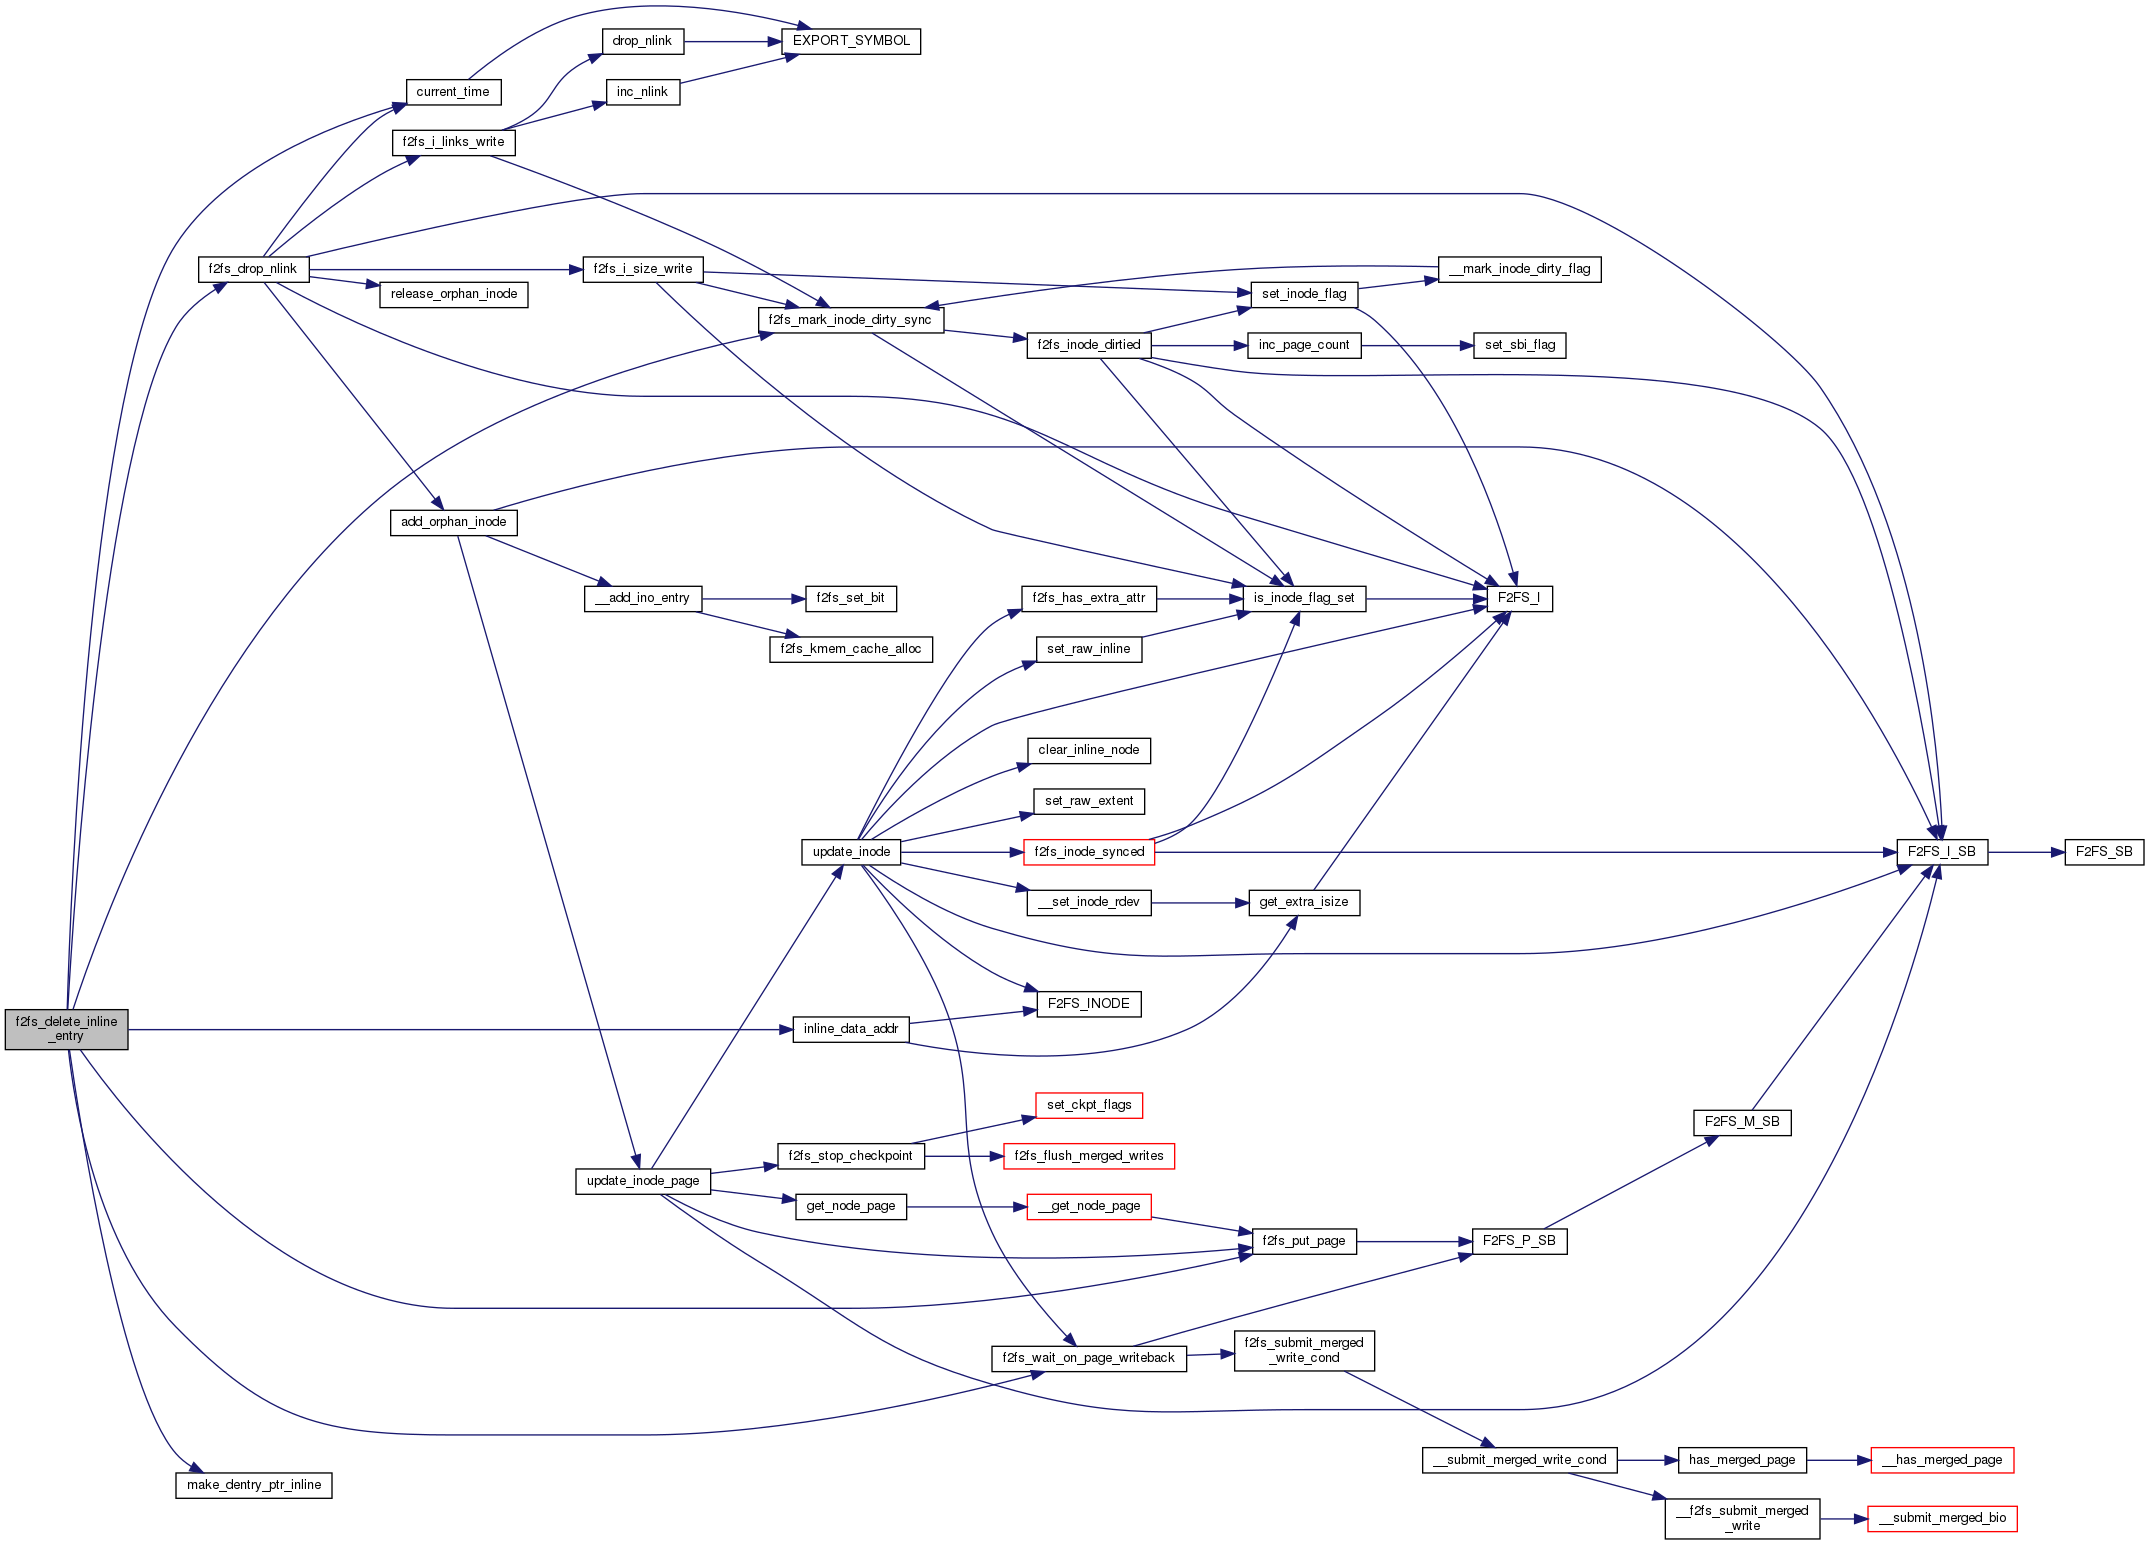 drop_nlink
EXPORT_SYMBOL
current_time
inc_nlink
f2fs_i_links_write
f2fs_drop_nlink
f2fs_i_size_write
__mark_inode_dirty_flag
release_orphan_inode
set_inode_flag
f2fs_mark_inode_dirty_sync
f2fs_inode_dirtied
inc_page_count
set_sbi_flag
add_orphan_inode
__add_ino_entry
f2fs_set_bit
f2fs_has_extra_attr
is_inode_flag_set
F2FS_I
f2fs_kmem_cache_alloc
set_raw_inline
clear_inline_node
set_raw_extent
update_inode
f2fs_inode_synced
F2FS_I_SB
F2FS_SB
__set_inode_rdev
get_extra_isize
F2FS_INODE
f2fs_delete_inline
_entry
inline_data_addr
set_ckpt_flags
F2FS_M_SB
f2fs_stop_checkpoint
f2fs_flush_merged_writes
update_inode_page
get_node_page
__get_node_page
f2fs_put_page
F2FS_P_SB
f2fs_wait_on_page_writeback
f2fs_submit_merged
_write_cond
__submit_merged_write_cond
has_merged_page
__has_merged_page
make_dentry_ptr_inline
__f2fs_submit_merged
_write
__submit_merged_bio